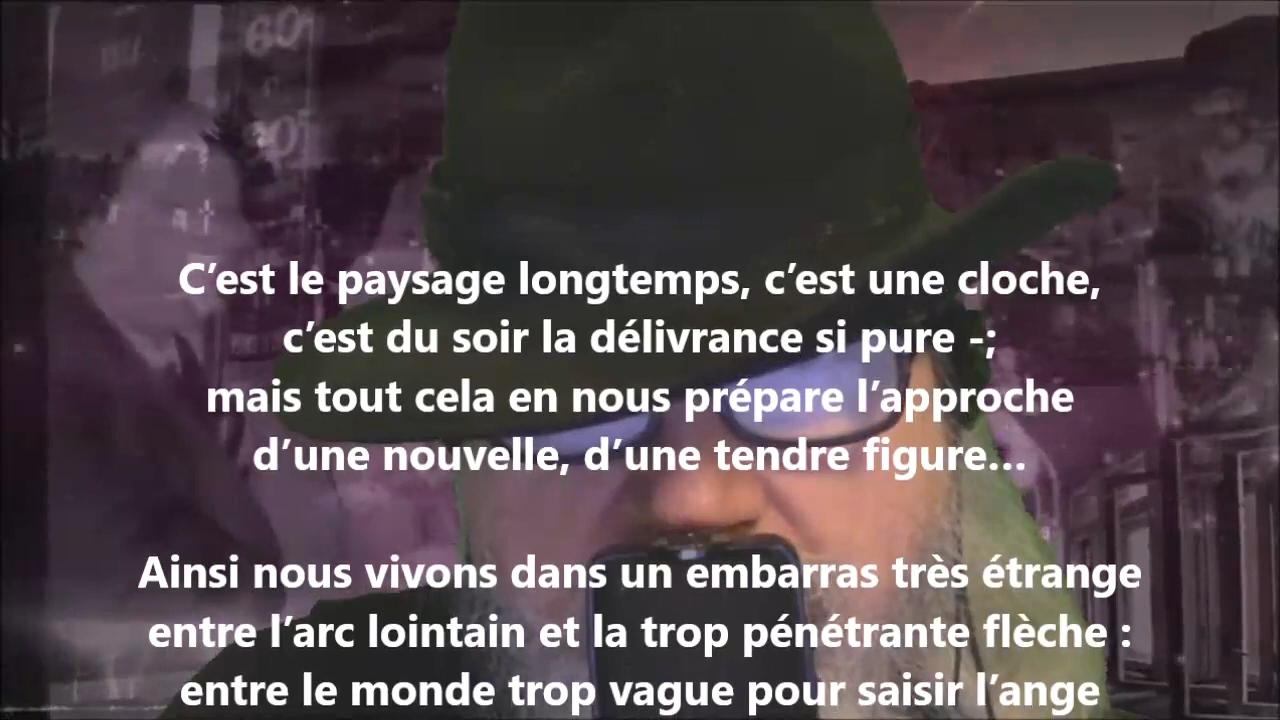 60
30
C’est le paysage longtemps, c’est une cloche,
c’est du soir la délivrance si pure -;
mais tout cela en nous prépare l’approche
d’une nouvelle, d’une tendre figure…
Ainsi nous vivons dans un embarras très étrange
entre l’arc lointain et la trop pénétrante flèche :
entre le monde trop vague pour saisir l’ange